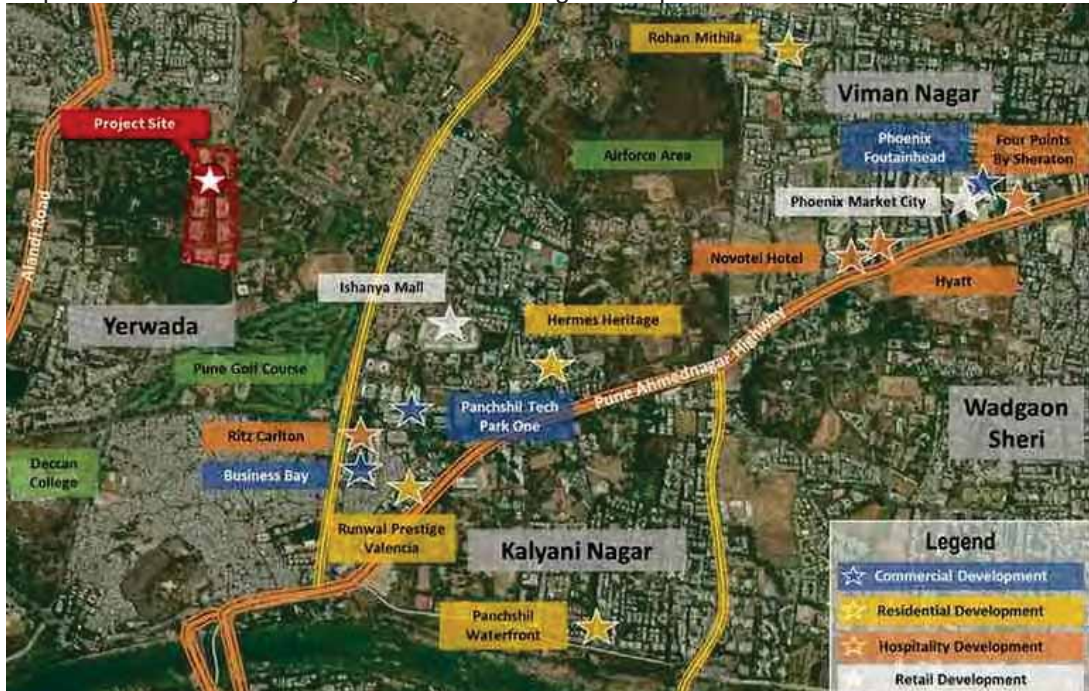 Rohan Mithila
Viman Nagar
Project Site
Phoenix
Foutainhead
Four Points
By Sheraton
Airforce Area
Alandi Road
Phoenix Market City
Novotel Hotel
Hyatt
Ishanya Mall
Yerwada
Hermes Heritage
Pune Golf Course
Pune Ahmednagar Highway
Panchshil Tech
Park One
Wadgaon
Sheri
Ritz Carlton
Deccan
College
Business Bay
Runwal Prestige
Valencia
Kalyani Nagar
Panchshil
Waterfront
Legend
Commercial Development
Residential Development
Hospitality Development
Retail Development